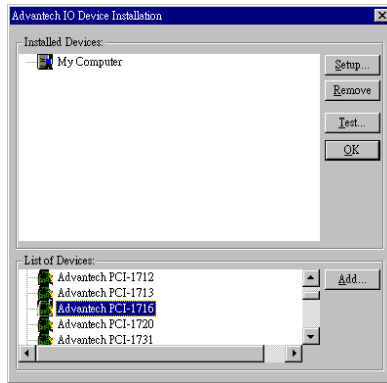 Advantech IO Device Installation
Installed Devices:
My Computer
Setup...
Remove
Test...
OK
List of Devices:
Advantech PCI-1712
Advantech PCI-1713
Advantech PCI-1716
Advantech PCI-1720
Advantech PCI-1731
Add...